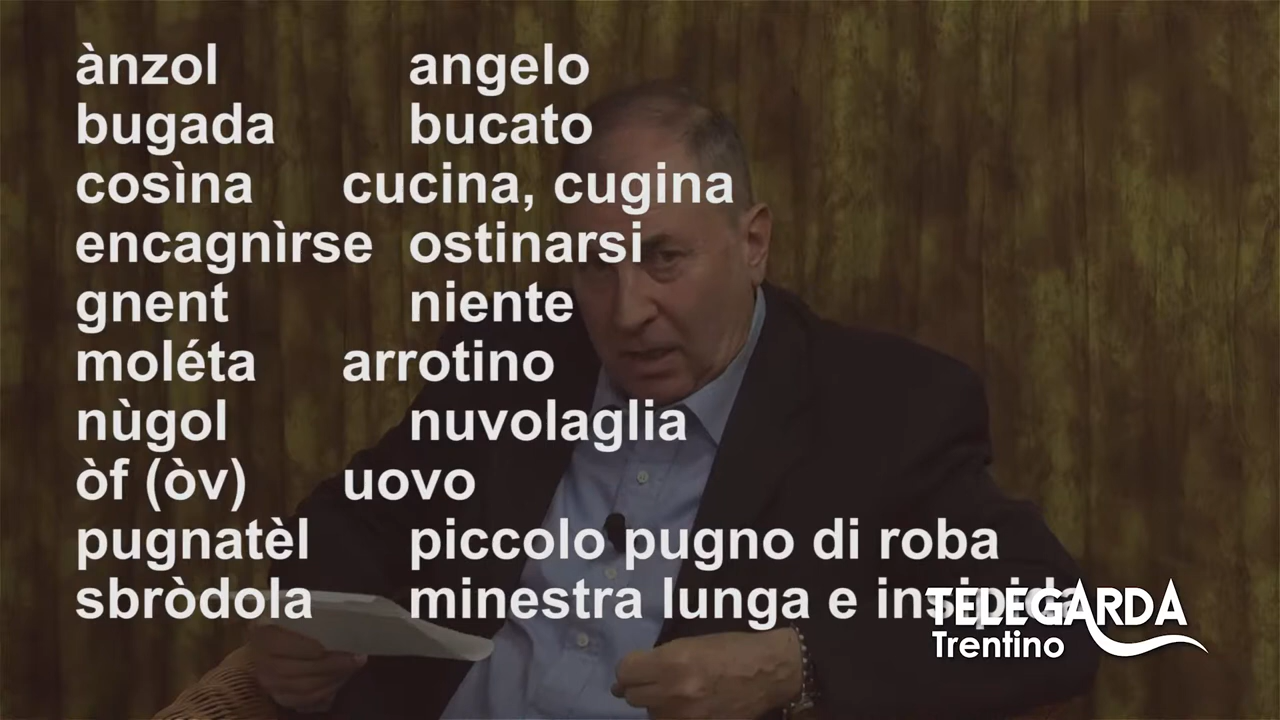 ànzol angelo
bugada bucato
cosìna cucina, cugina
encagnìrse ostinarsi
gnent niente
moléta arrotino
nùgol nuvolaglia
òf (òv) uovo
pugnatèl piccolo pugno di roba
sbròdola minestra lunga e insipida
TELEGARDA
Trentino